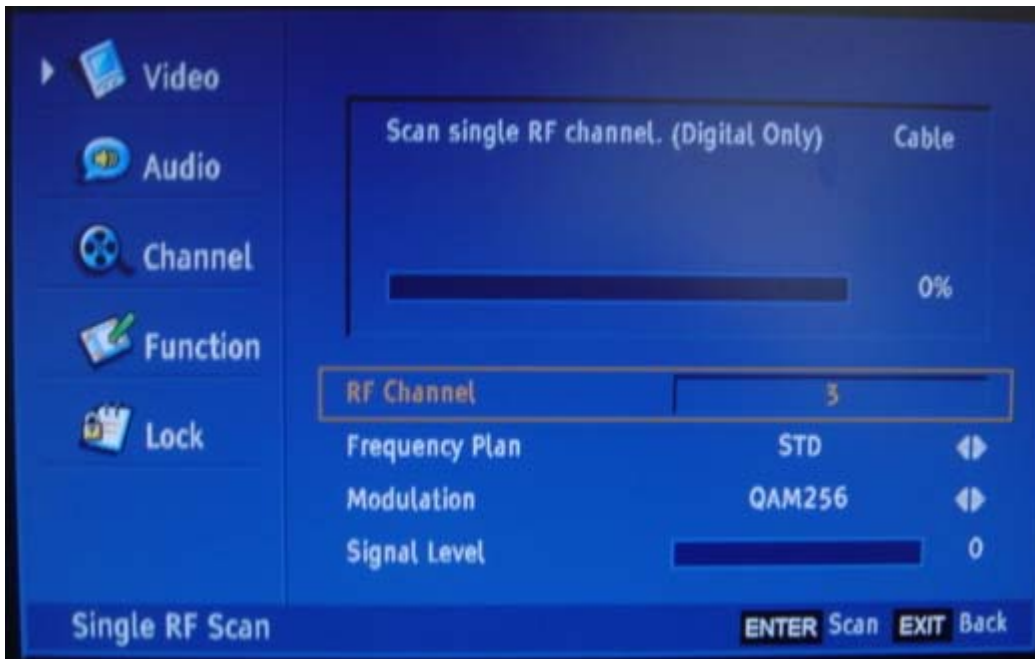 Video
Audio
Channel
Function
Lock
Scan single RF channel. (Digital Only) Cable
0%
RF Channel 3
Frequency Plan STD
Modulation QAM256
Signal Level 0
Single RF Scan ENTER Scan EXIT Back